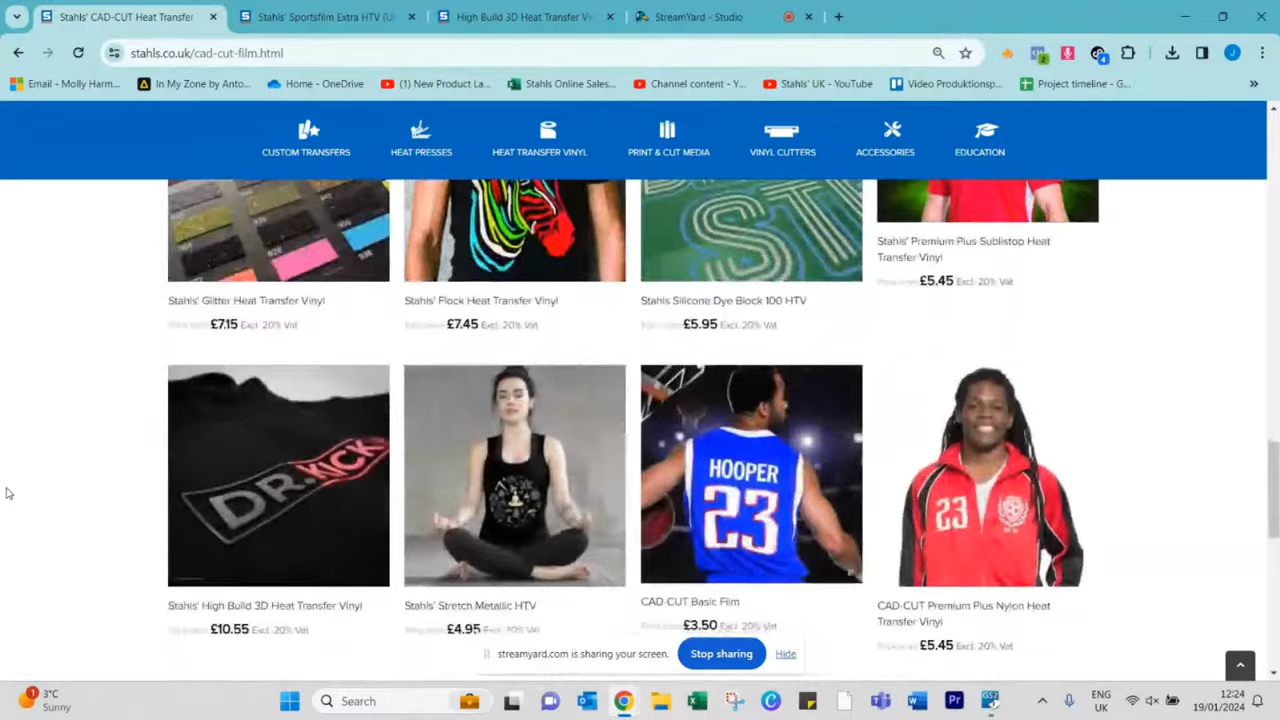 Stahls' CAD-CUT Heat Transfer
Stahls' Sportsfilm Extra HTV (Ul
High Build 3D Heat Transfer Vin
StreamYard - Studio
stahls.co.uk/cad-cut-film.html
2
4
J
Email - Molly Harm...
In My Zone by Anto...
Home - OneDrive
(1) New Product La...
Stahls Online Sales...
Channel content - Y...
Stahls' UK - YouTube
Video Produktionsp...
Project timeline - G...
CUSTOM TRANSFERS
HEAT PRESSES
HEAT TRANSFER VINYL
PRINT & CUT MEDIA
VINYL CUTTERS
ACCESSORIES
EDUCATION
Stahls' Glitter Heat Transfer Vinyl
£7.15 Excl. 20% Vat
Stahls' Flock Heat Transfer Vinyl
£7.45 Excl. 20% Vat
Stahls Silicone Dye Block 100 HTV
£5.95 Excl. 20% Vat
Stahls' Premium Plus Sublistop Heat
Transfer Vinyl
£5.45 Excl. 20% Vat
DR.KICK
HOOPER
23
23
Stahls' High Build 3D Heat Transfer Vinyl
£10.55 Excl. 20% Vat
Stahls' Stretch Metallic HTV
£4.95 Excl. 20% Vat
CAD-CUT Basic Film
£3.50 Excl. 20% Vat
CAD-CUT Premium Plus Nylon Heat
Transfer Vinyl
£5.45 Excl. 20% Vat
streamyard.com is sharing your screen.
Stop sharing
Hide
1
3°C
Sunny
Search
ENG
UK
12:24
19/01/2024